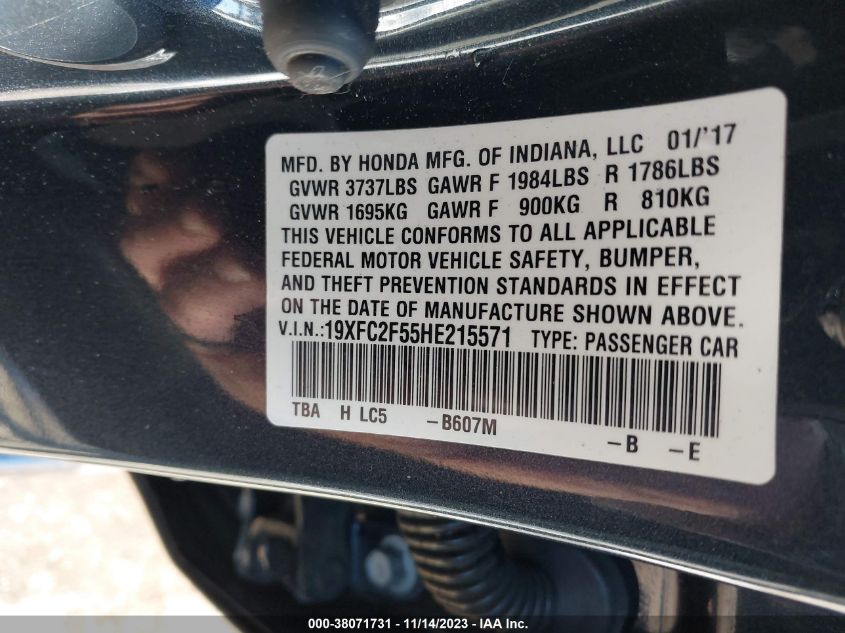 MFD. BY HONDA MFG. OF INDIANA, LLC 01/'17
GVWR 3737LBS GAWR F 1984LBS R 1786LBS
GVWR 1695KG GAWR F 900KG R 810KG
THIS VEHICLE CONFORMS TO ALL APPLICABLE
FEDERAL MOTOR VEHICLE SAFETY, BUMPER,
AND THEFT PREVENTION STANDARDS IN EFFECT
ON THE DATE OF MANUFACTURE SHOWN ABOVE.
V.I.N.:19XFC2F55HE215571 TYPE: PASSENGER CAR
TBA H LC5 –B607M –B –E
000-38071731 - 11/14/2023 - IAA Inc.